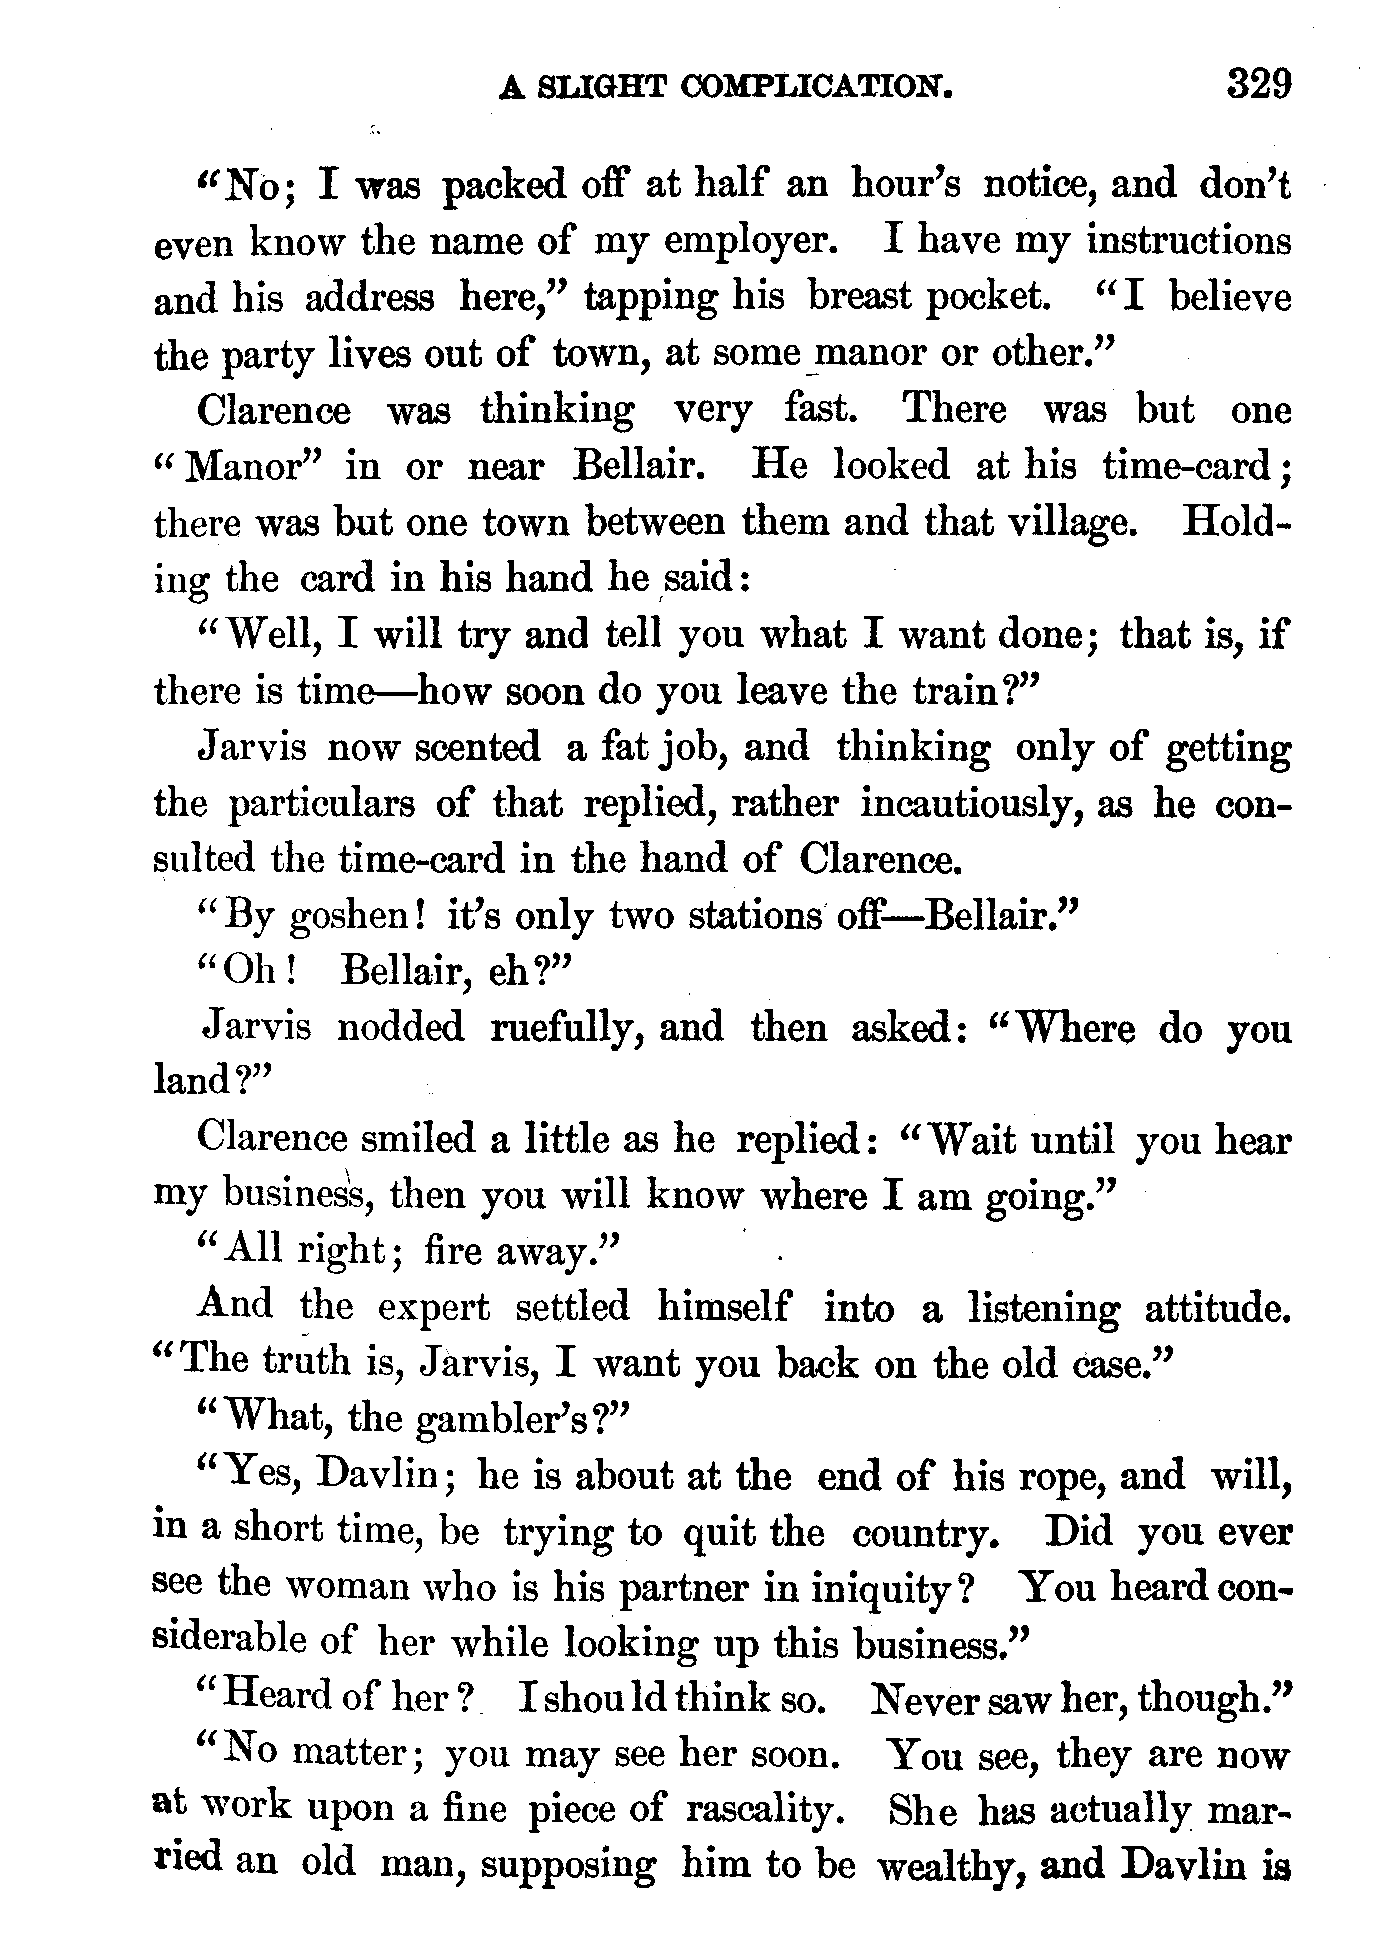 A SLIGHT COMPLICATION. 329
"No; I was packed off at half an hour's notice, and don't
even know the name of my employer. I have my instructions
and his address here," tapping his breast pocket. "I believe
the party lives out of town, at some manor or other."
Clarence was thinking very fast. There was but one
"Manor" in or near Bellair. He looked at his time-card;
there was but one town between them and that village. Hold-
ing the card in his hand he said:
"Well, I will try and tell you what I want done; that is, if
there is time—how soon do you leave the train?"
Jarvis now scented a fat job, and thinking only of getting
the particulars of that replied, rather incautiously, as he con-
sulted the time-card in the hand of Clarence.
"By goshen! it's only two stations off—Bellair."
"Oh! Bellair, eh?"
Jarvis nodded ruefully, and then asked: "Where do you
land?"
Clarence smiled a little as he replied: "Wait until you hear
my business, then you will know where I am going."
"All right; fire away."
And the expert settled himself into a listening attitude.
"The truth is, Jarvis, I want you back on the old case."
"What, the gambler's?"
"Yes, Davlin; he is about at the end of his rope, and will,
in a short time, be trying to quit the country. Did you ever
see the woman who is his partner in iniquity? You heard con-
siderable of her while looking up this business."
"Heard of her? I should think so. Never saw her, though."
"No matter; you may see her soon. You see, they are now
at work upon a fine piece of rascality. She has actually mar-
ried an old man, supposing him to be wealthy, and Davlin is